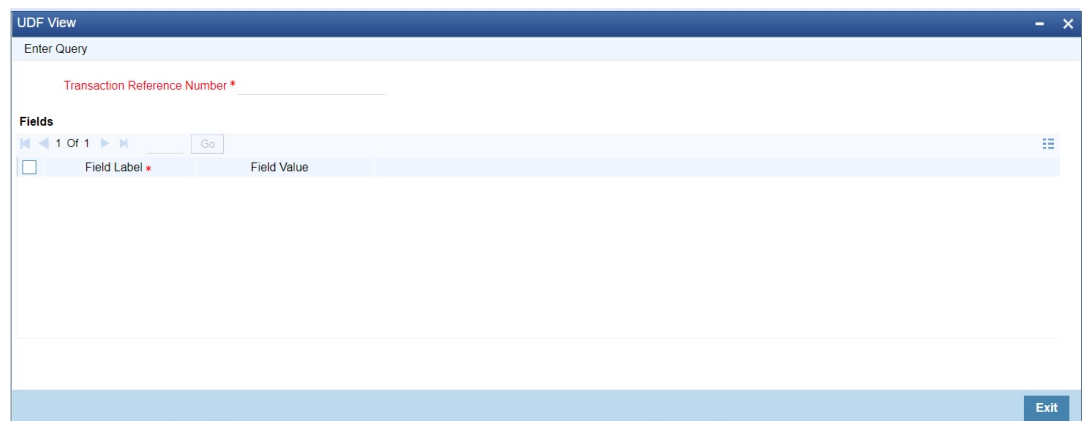 UDF View
Enter Query
Transaction Reference Number *
Fields
1 Of 1 Go
Field Label * Field Value
Exit